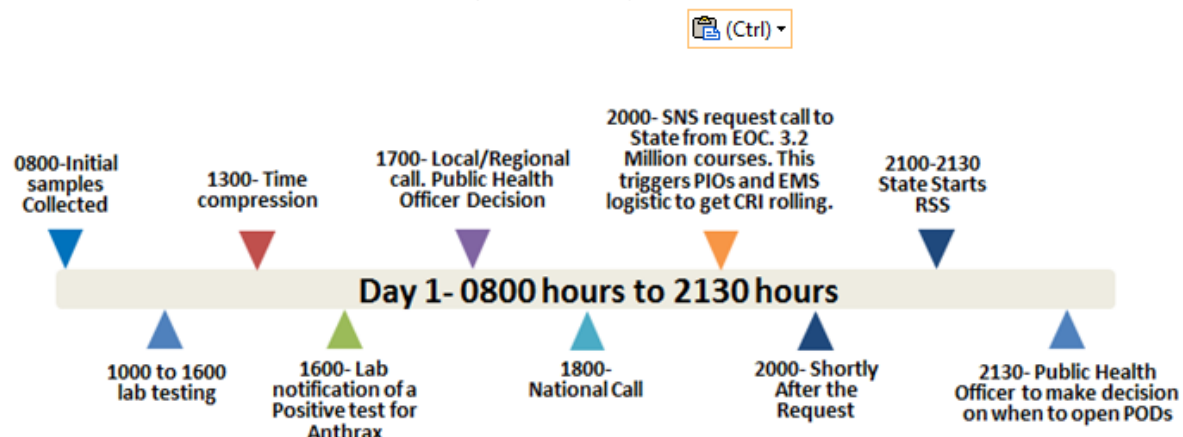 (Ctrl)
0800-Initial
samples
Collected
1300- Time
compression
1700- Local/Regional
call. Public Health
Officer Decision
2000- SNS request call to
State from EOC. 3.2
Million courses. This
triggers PIOs and EMS
logistic to get CRI rolling.
2100-2130
State Starts
RSS
Day 1- 0800 hours to 2130 hours
1000 to 1600
lab testing
1600- Lab
notification of a
Positive test for
Anthrax
1800-
National Call
2000- Shortly
After the
Request
2130- Public Health
Officer to make decision
on when to open PODs